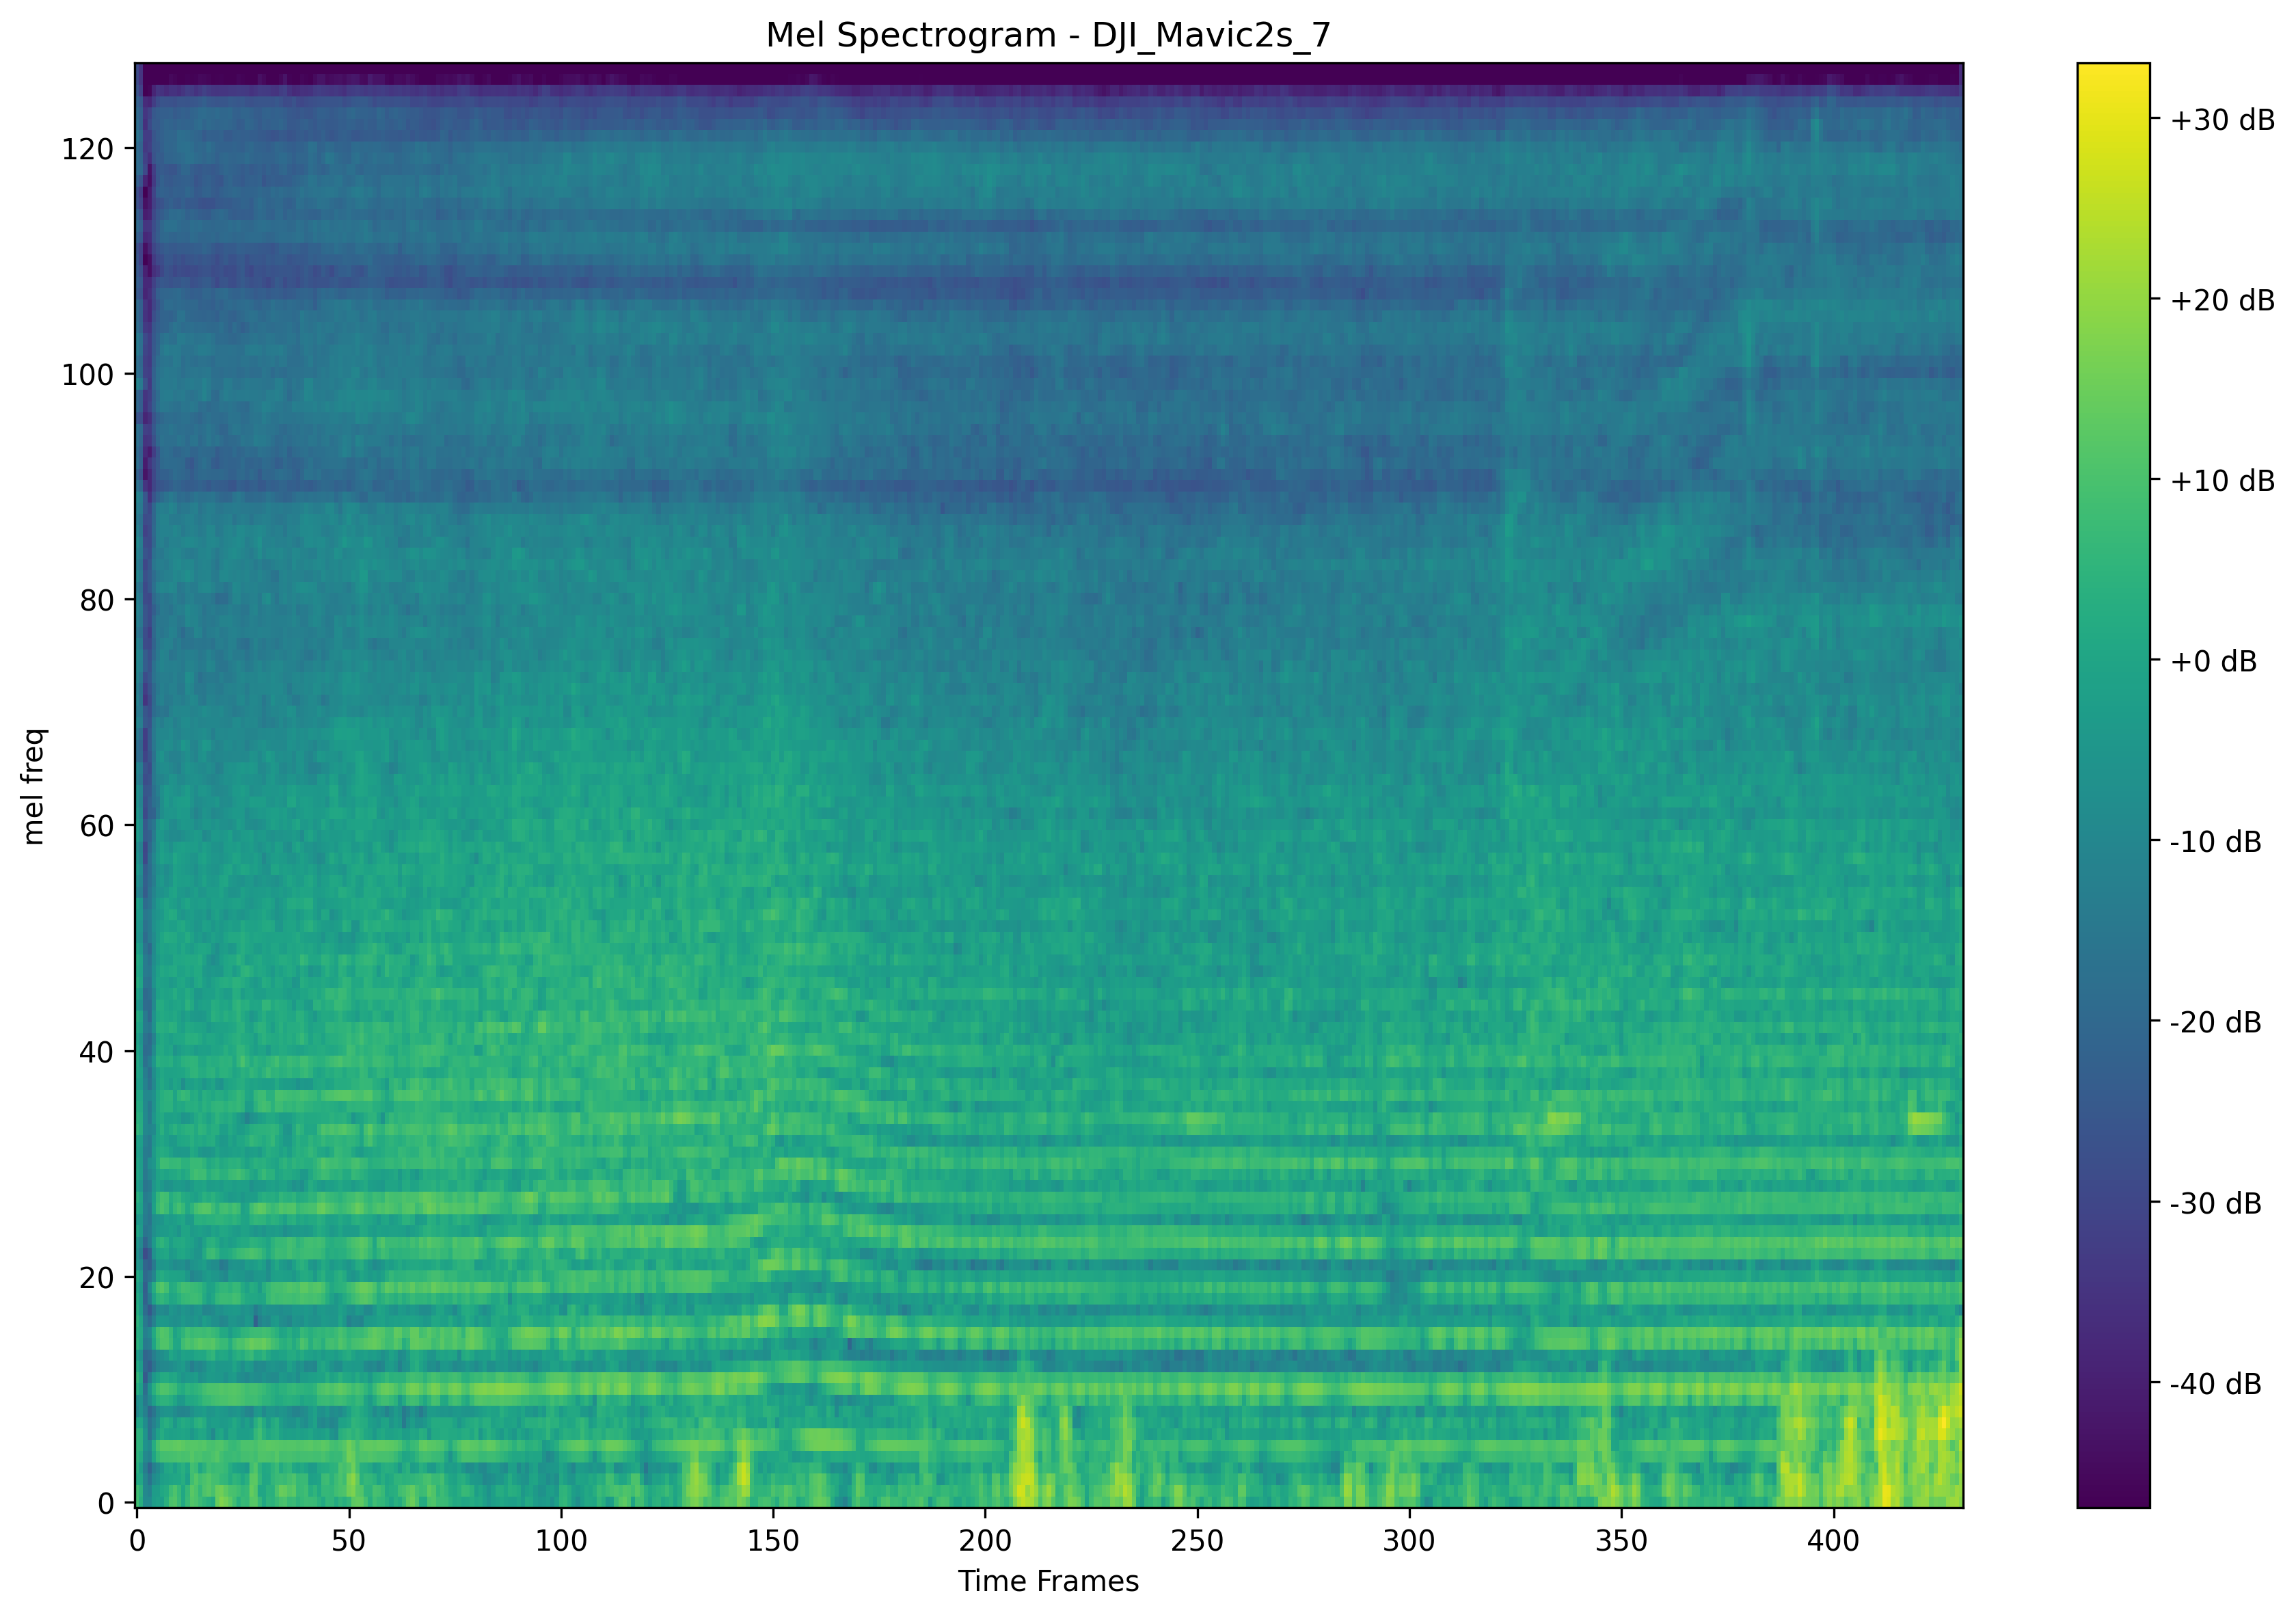 Mel Spectrogram - DJI_Mavic2s_7
mel freq
120
100
80
60
40
20
0
0 50 100 150 200 250 300 350 400
Time Frames
+30 dB
+20 dB
+10 dB
+0 dB
-10 dB
-20 dB
-30 dB
-40 dB